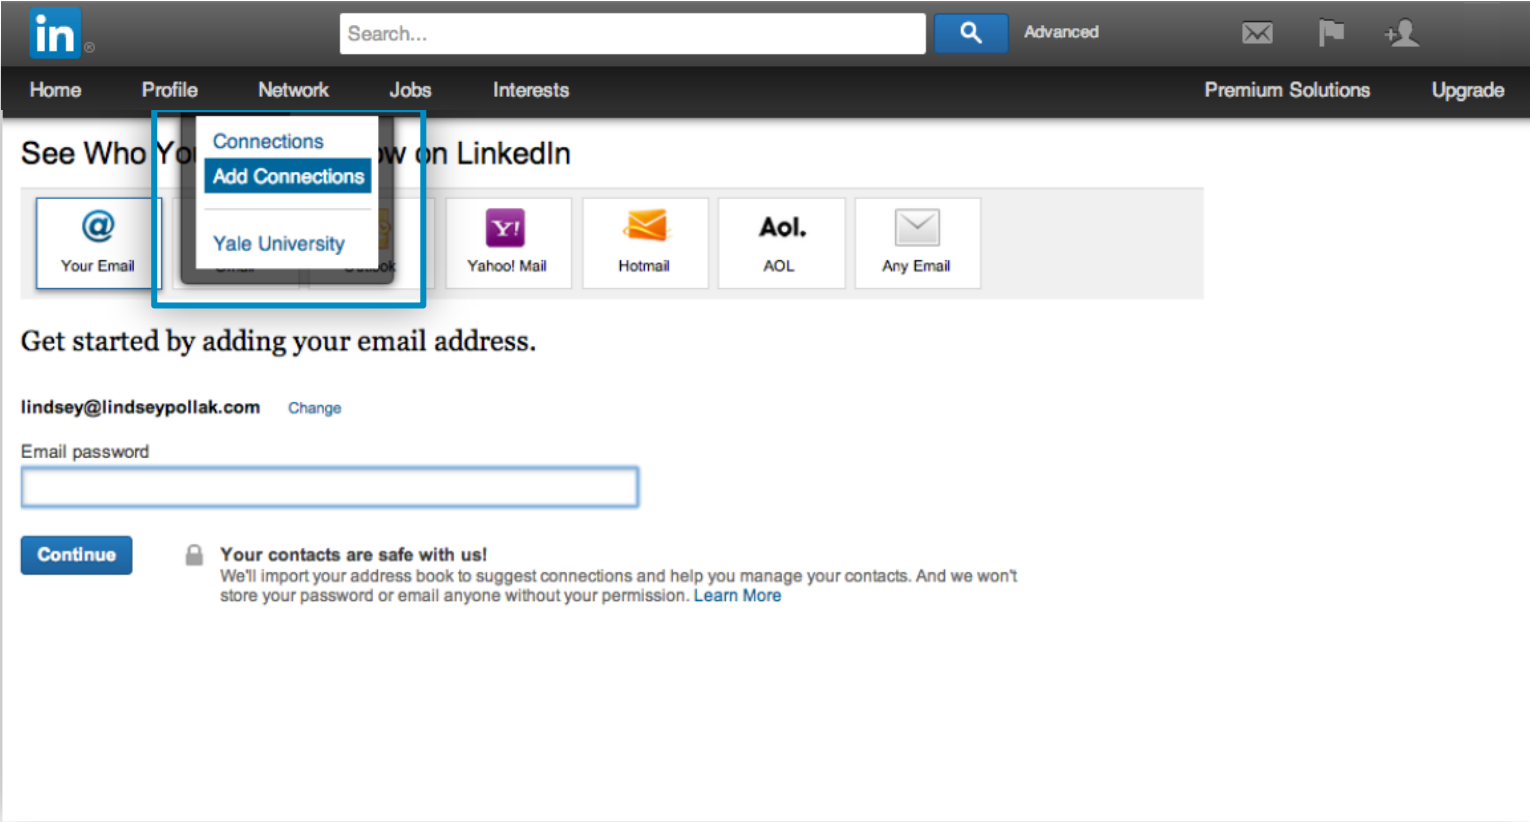 in®
Search...
Advanced
Home Profile Network Jobs Interests Premium Solutions Upgrade
Connections
Add Connections
Yale University
See Who on LinkedIn
@
Your Email
Y!
Yahoo! Mail
Hotmail
Aol.
AOL
Any Email
Get started by adding your email address.
lindsey@lindseypollak.com Change
Email password
Continue
Your contacts are safe with us!
We'll import your address book to suggest connections and help you manage your contacts. And we won't
store your password or email anyone without your permission. Learn More